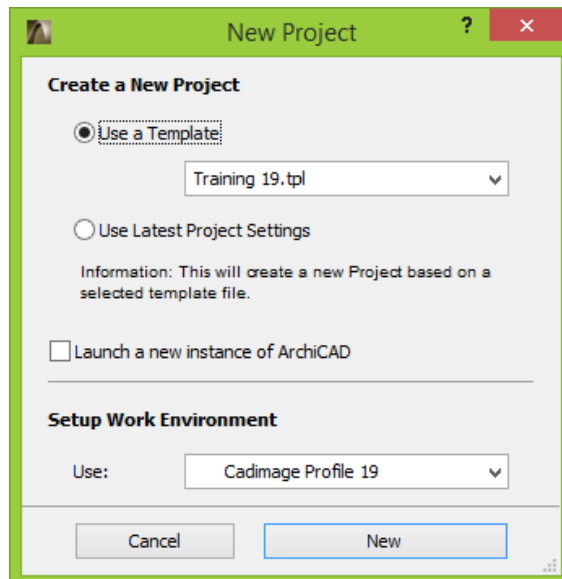 New Project
?
Create a New Project
Use a Template
Training 19.tpl
Use Latest Project Settings
Information: This will create a new Project based on a
selected template file.
Launch a new instance of ArchiCAD
Setup Work Environment
Use: Cadimage Profile 19
Cancel New